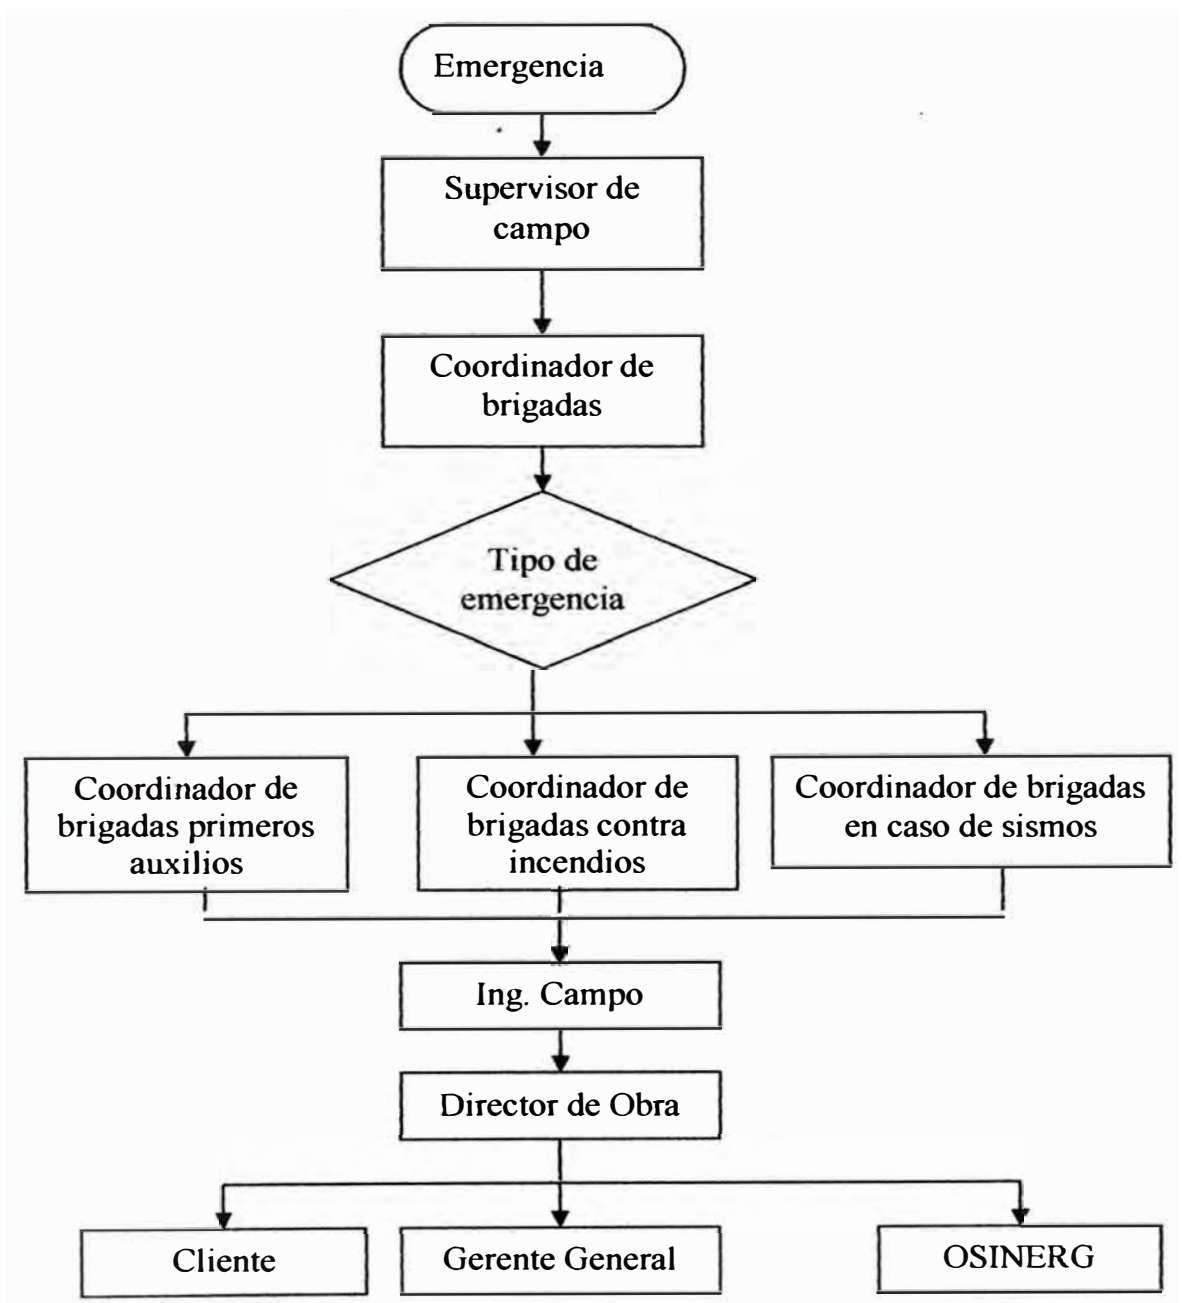 Emergencia
Supervisor de
campo
Coordinador de
brigadas
Tipo de
emergencia
Coordinador de
brigadas primeros
auxilios
Coordinador de
brigadas contra
incendios
Coordinador de brigadas
en caso de sismos
Ing. Campo
Director de Obra
Cliente
Gerente General
OSINERG